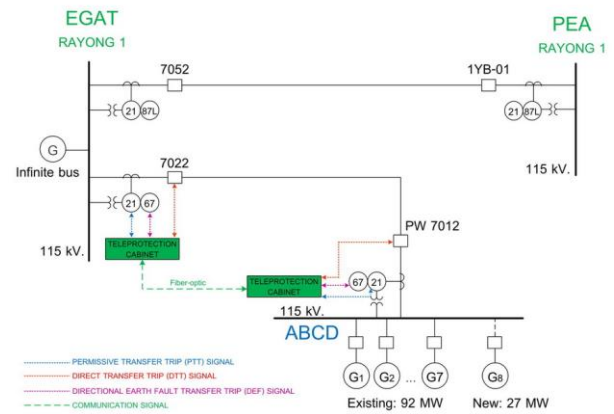 EGAT
RAYONG 1
PEA
RAYONG 1
7052
1YB-01
21 87L
21 87L
G
Infinite bus
7022
115 kV.
21 67
PW 7012
TELEPROTECTION
CABINET
115 kV.
Fiber-optic
TELEPROTECTION
CABINET
67 21
115 kV.
ABCD
PERMISSIVE TRANSFER TRIP (PTT) SIGNAL
DIRECT TRANSFER TRIP (DTT) SIGNAL
DIRECTIONAL EARTH FAULT TRANSFER TRIP (DEF) SIGNAL
COMMUNICATION SIGNAL
G1 G2 ... G7 G8
Existing: 92 MW New: 27 MW